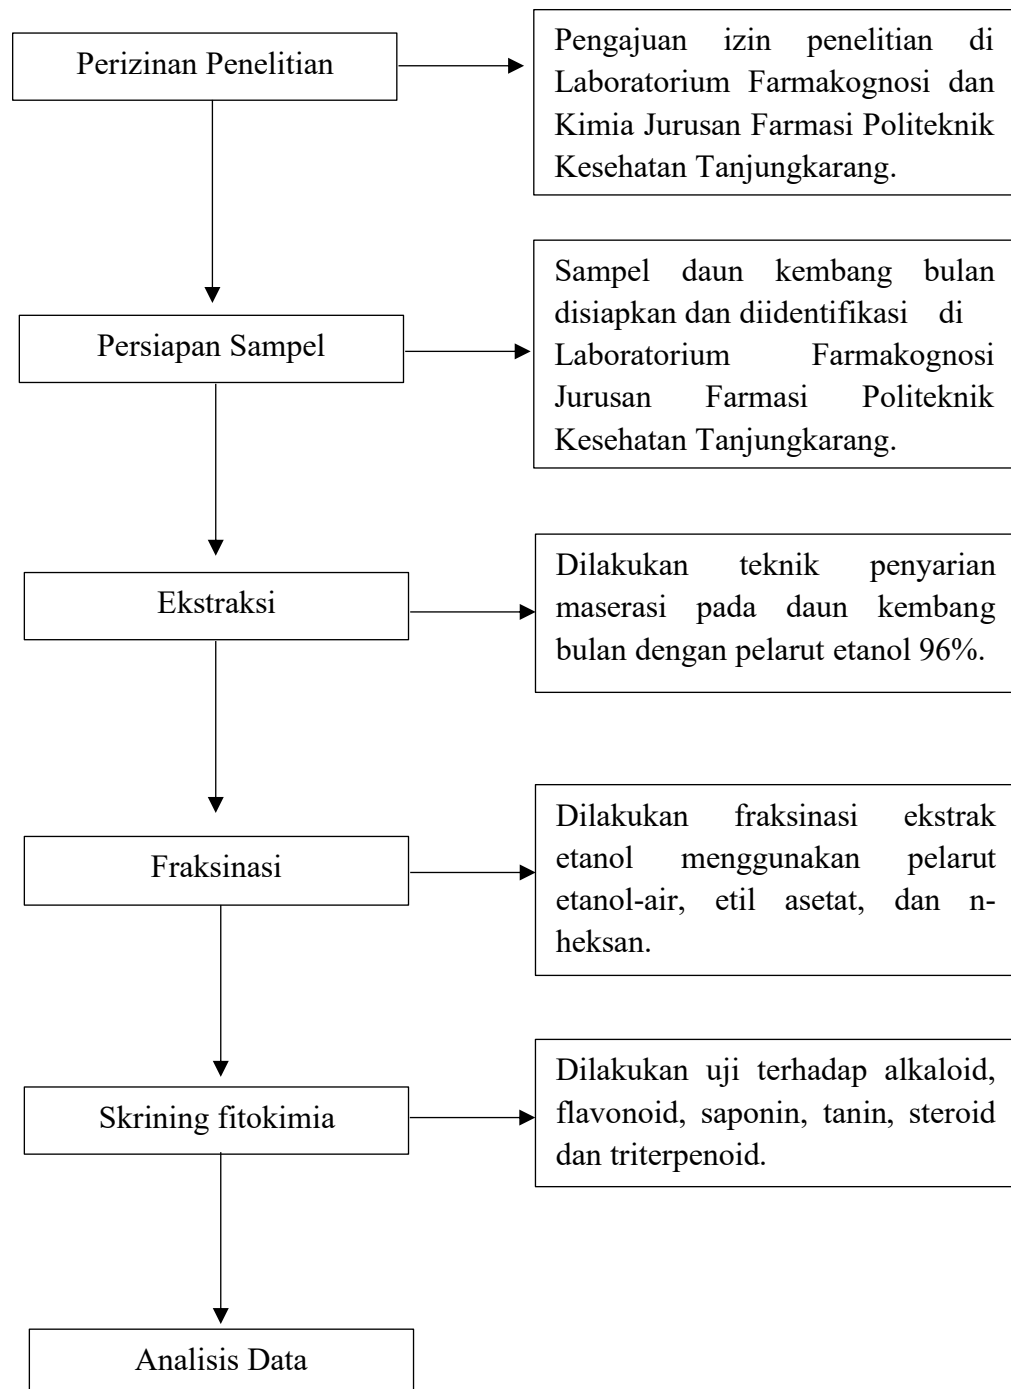 Perizinan Penelitian
Pengajuan izin penelitian di
Laboratorium Farmakognosi dan
Kimia Jurusan Farmasi Politeknik
Kesehatan Tanjungkarang.
Persiapan Sampel
Sampel daun kembang bulan
disiapkan dan diidentifikasi di
Laboratorium Farmakognosi
Jurusan Farmasi Politeknik
Kesehatan Tanjungkarang.
Ekstraksi
Dilakukan teknik penyarian
maserasi pada daun kembang
bulan dengan pelarut etanol 96%.
Fraksinasi
Dilakukan fraksinasi ekstrak
etanol menggunakan pelarut
etanol-air, etil asetat, dan n-
heksan.
Skrining fitokimia
Dilakukan uji terhadap alkaloid,
flavonoid, saponin, tanin, steroid
dan triterpenoid.
Analisis Data